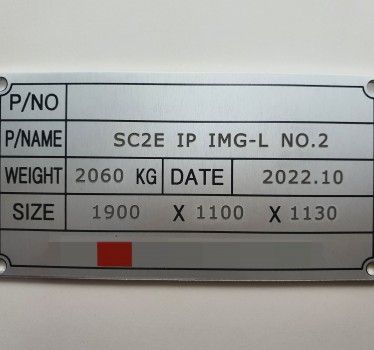 P/NO
P/NAME SC2E IP IMG-L NO.2
WEIGHT 2060 KG DATE 2022.10
SIZE 1900 X 1100 X 1130